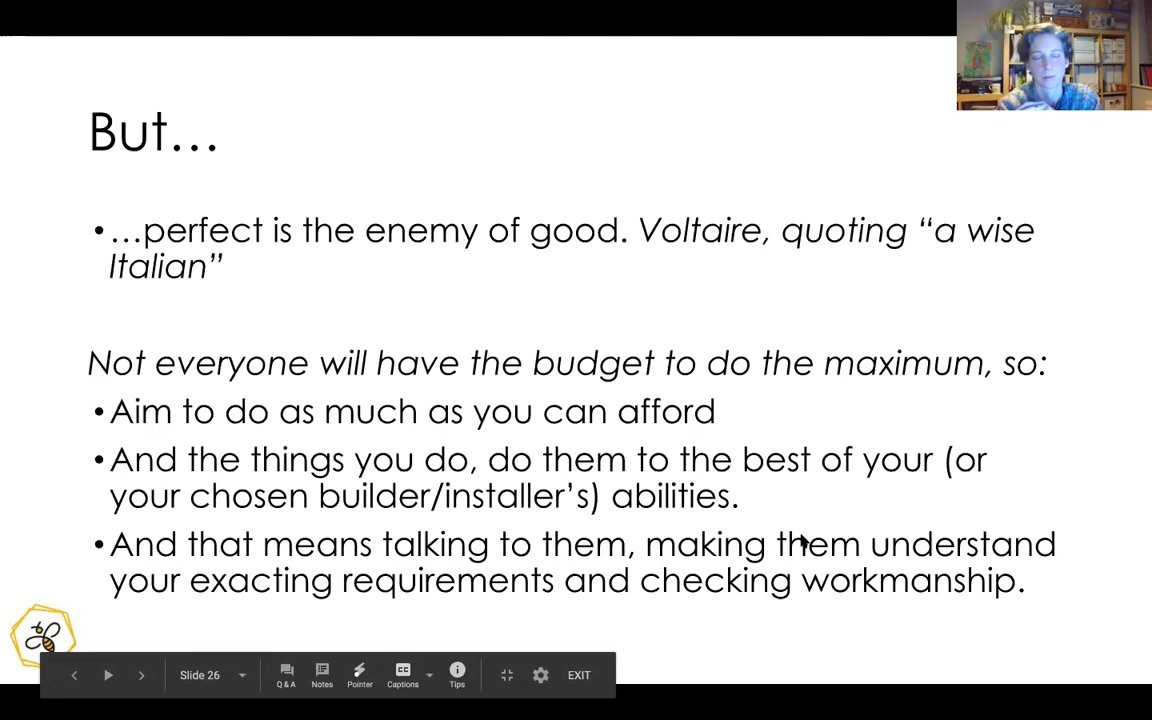 But…
•…perfect is the enemy of good. Voltaire, quoting “a wise
Italian”
Not everyone will have the budget to do the maximum, so:
•Aim to do as much as you can afford
•And the things you do, do them to the best of your (or
your chosen builder/installer’s) abilities.
•And that means talking to them, making them understand
your exacting requirements and checking workmanship.
Slide 26
Q & A
Notes
Pointer
CC
Captions
Tips
EXIT